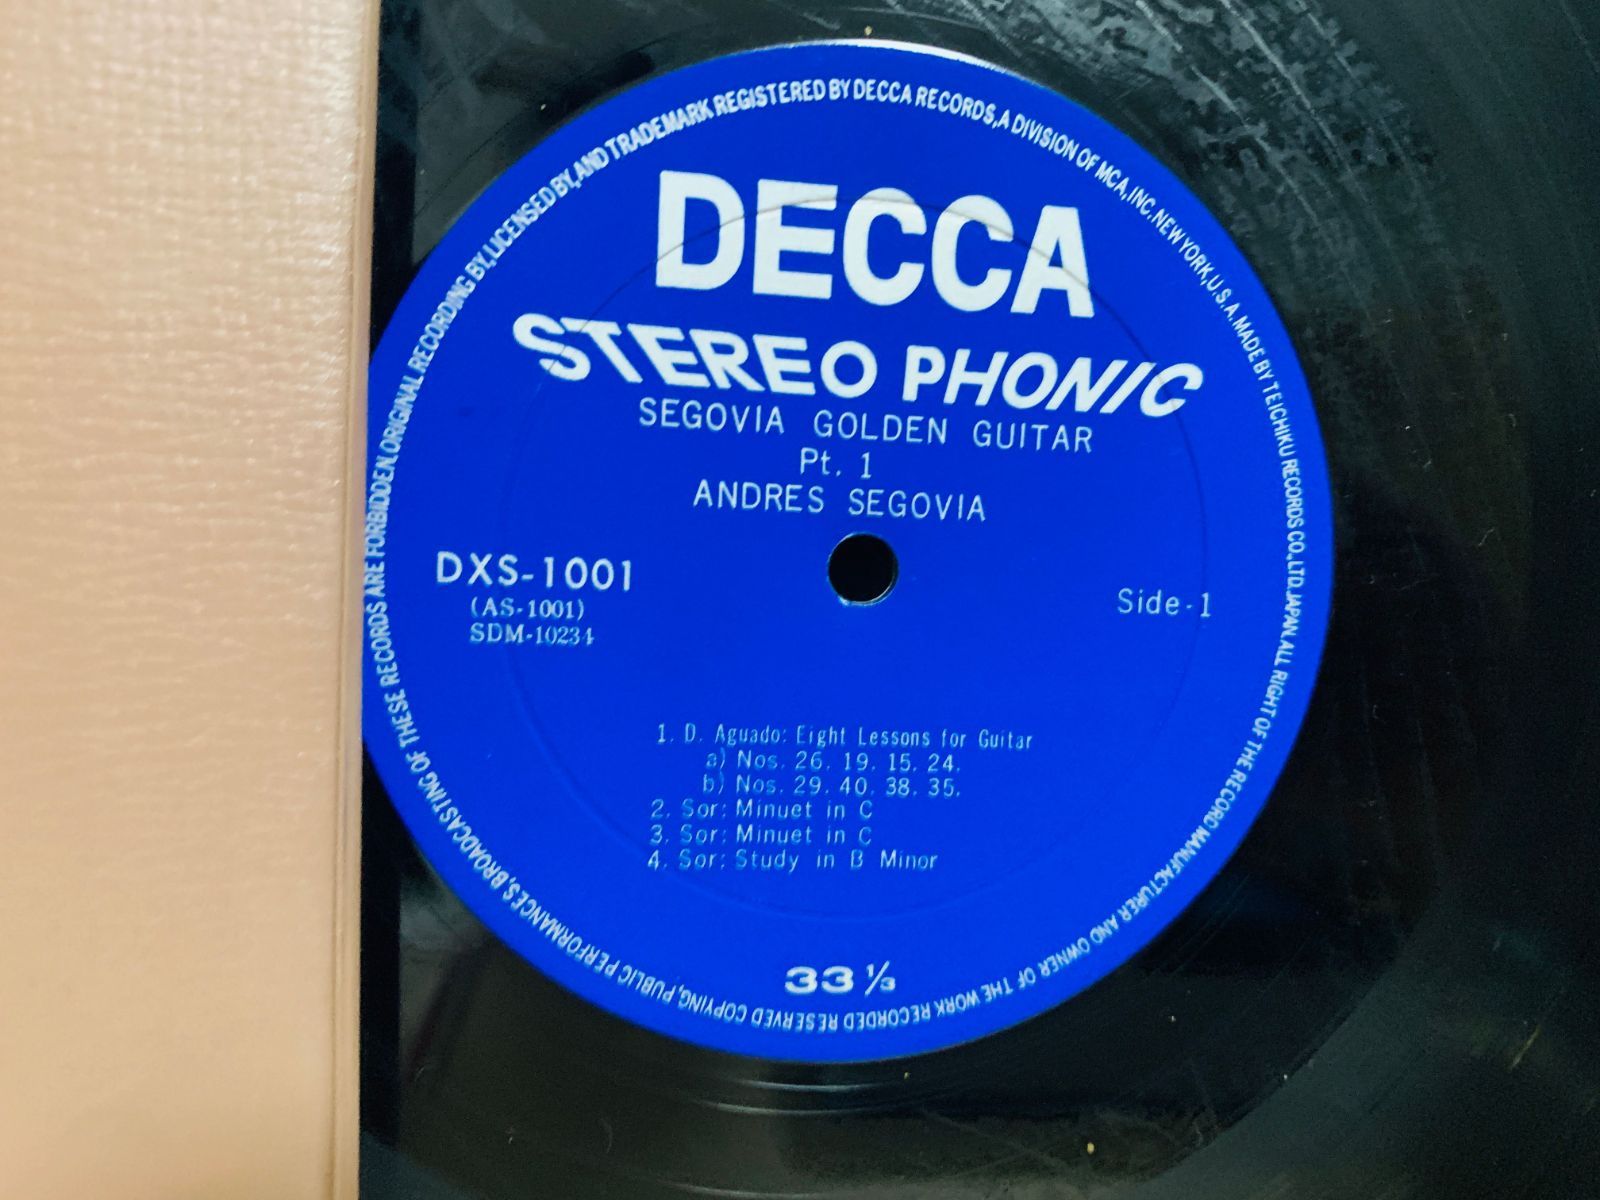 DECCA
STEREO PHONIC
SEGOVIA GOLDEN GUITAR
Pt. 1
ANDRES SEGOVIA
DXS-1001
(AS-1001)
SDM-10234
Side-1
1. D. Aguado: Eight Lessons for Guitar
a) Nos. 26. 19. 15. 24.
b) Nos. 29. 40. 38. 35.
2. Sor: Minuet in C
3. Sor: Minuet in C
4. Sor: Study in B Minor
33 1/3
ORIGINAL RECORDING BY, LICENSED BY, AND TRADEMARK REGISTERED BY DECCA RECORDS, A DIVISION OF MCA, INC. NEW YORK, U.S.A. MADE BY TEICHIKU RECORDS CO., LTD. JAPAN. ALL RIGHT OF THE RECORD MANUFACTURER AND OWNER OF THE WORK RECORDED RESERVED COPYING, PUBLIC PERFORMANCES, BROADCASTING OF THESE RECORDS ARE FORBIDDEN.